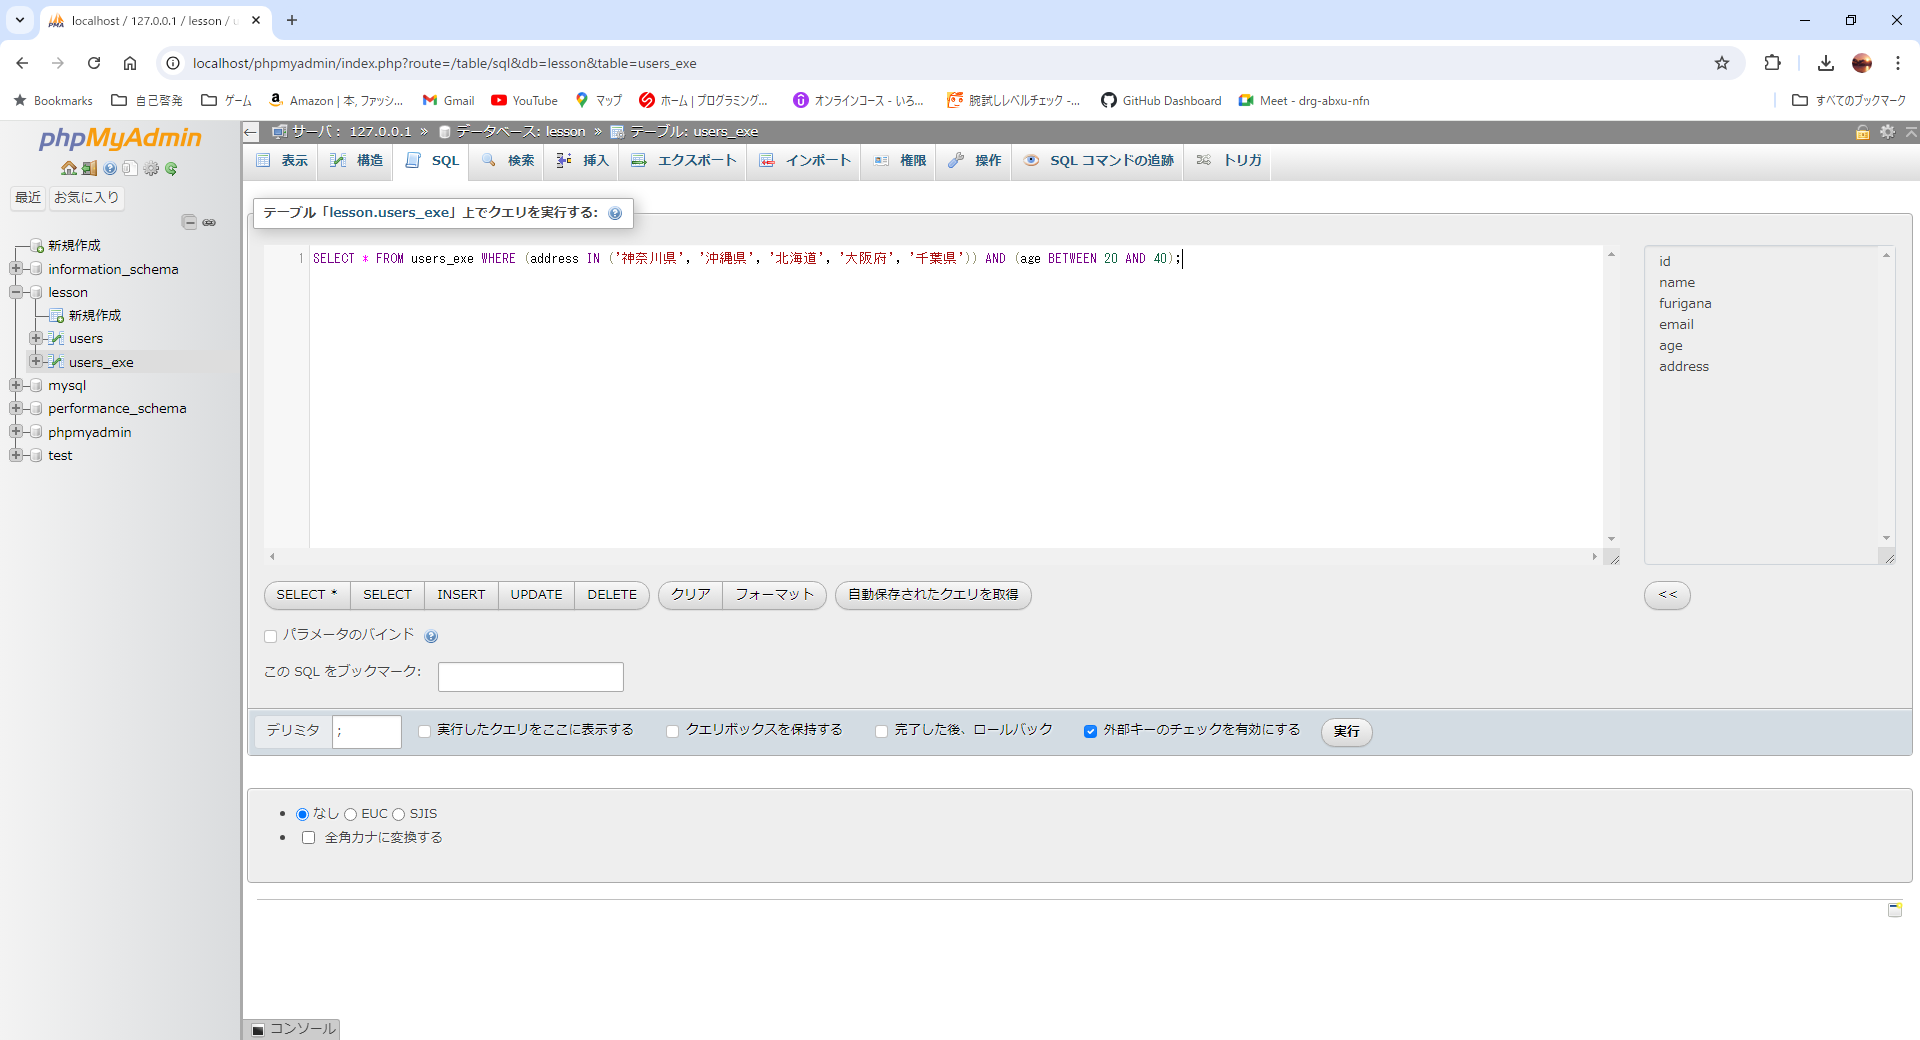 localhost / 127.0.0.1 / lesson / u
localhost/phpmyadmin/index.php?route=/table/sql&db=lesson&table=users_exe
Bookmarks 自己啓発 ゲーム Amazon | 本, ファッシ... Gmail YouTube マップ ホーム | プログラミング... オンラインコース - いろ... 腕試しレベルチェック -... GitHub Dashboard Meet - drg-abxu-nfn すべてのブックマーク
phpMyAdmin
最近 お気に入り
新規作成
information_schema
lesson
新規作成
users
users_exe
mysql
performance_schema
phpmyadmin
test
サーバ: 127.0.0.1 » データベース: lesson » テーブル: users_exe
表示 構造 SQL 検索 挿入 エクスポート インポート 権限 操作 SQL コマンドの追跡 トリガ
テーブル「lesson.users_exe」上でクエリを実行する:
1 SELECT * FROM users_exe WHERE (address IN ('神奈川県', '沖縄県', '北海道', '大阪府', '千葉県')) AND (age BETWEEN 20 AND 40);
id
name
furigana
email
age
address
SELECT * SELECT INSERT UPDATE DELETE クリア フォーマット 自動保存されたクエリを取得 <<
パラメータのバインド
この SQL をブックマーク:
デリミタ ; 実行したクエリをここに表示する クエリボックスを保持する 完了した後、ロールバック 外部キーのチェックを有効にする 実行
なし EUC SJIS
全角カナに変換する
コンソール